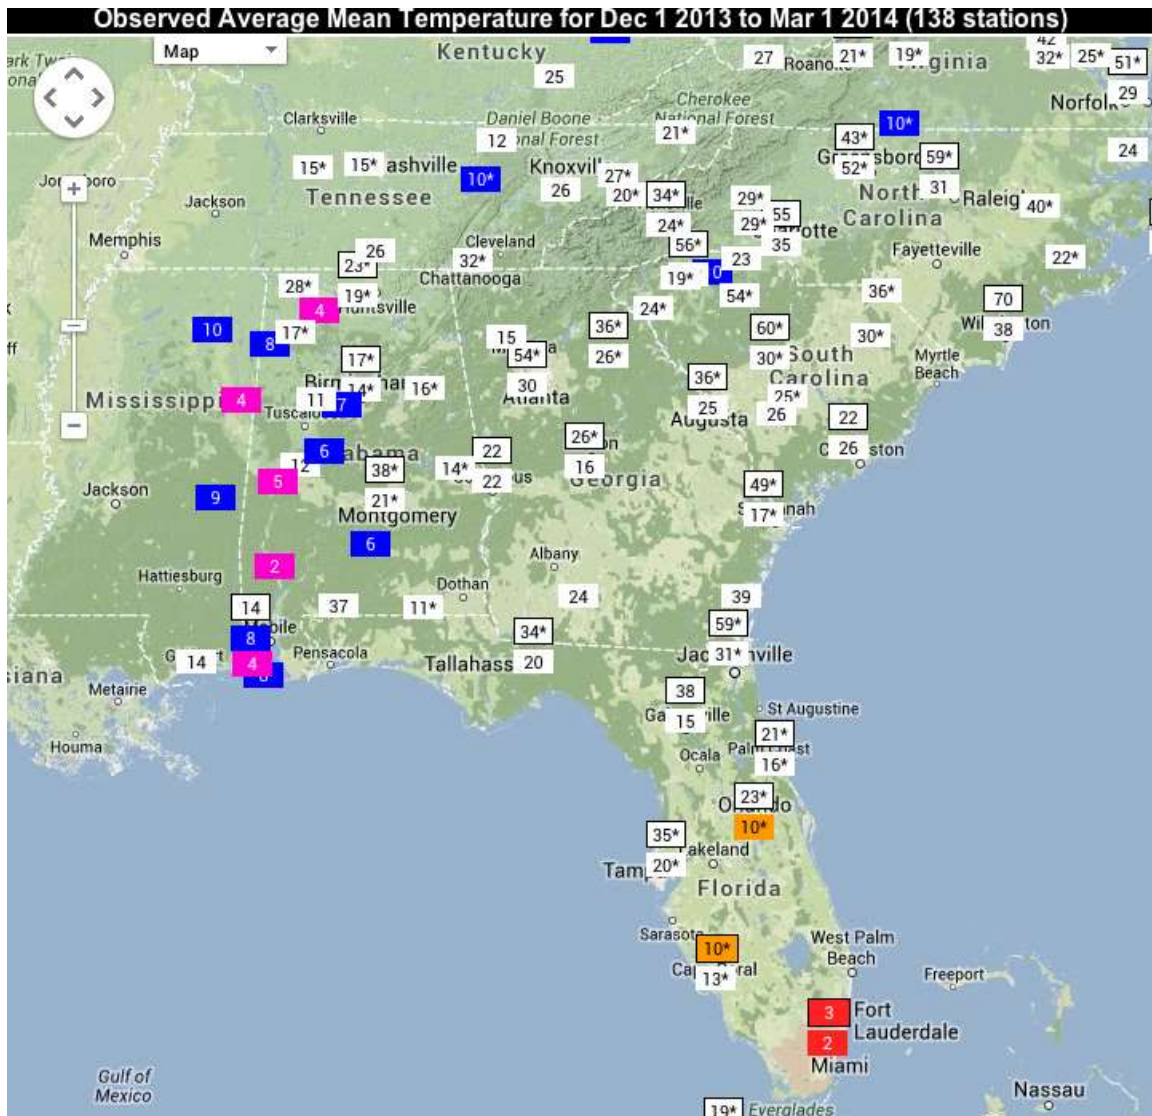 Observed Average Mean Temperature for Dec 1 2013 to Mar 1 2014 (138 stations)
Map
Kentucky
42
27
Roanoke
21*
19*
Virginia
32*
25*
51*
25
Norfolk
29
Clarksville
Daniel Boone
National Forest
Cherokee
National Forest
12
21*
43*
10*
24
Jonesboro
15*
15*
Nashville
10*
Knoxville
27*
26
20*
34*
Greensboro
52*
59*
31
North
Carolina
Raleigh
40*
Tennessee
Jackson
29*
55
24*
29*
Charlotte
35
Memphis
26
23*
Cleveland
32*
Chattanooga
56*
23
19*
0
54*
Fayetteville
22*
28*
19*
Huntsville
4
24*
36*
70
Wilmington
38
10
8
17*
15
54*
36*
26*
60*
30*
30*
South
Carolina
Myrtle
Beach
17*
Birmingham
14*
16*
30
Atlanta
36*
25
Augusta
25*
26
22
26
Charleston
Mississippi
4
11
7
Tuscaloosa
6
Alabama
12
5
38*
21*
Montgomery
14*
22
22
26*
16
Georgia
49*
17*
Savannah
Jackson
9
6
2
Albany
Hattiesburg
Dothan
14
37
11*
24
39
Mobile
8
34*
59*
14
4
Pensacola
Tallahassee
20
Jacksonville
31*
Metairie
Houma
38
Gainesville
15
St Augustine
21*
Ocala
Palm Coast
16*
23*
Orlando
10*
35*
Lakeland
Tampa
20*
Florida
Sarasota
10*
Cape Coral
13*
West Palm
Beach
Freeport
3
Fort
Lauderdale
2
Miami
Gulf of
Mexico
Nassau
19*
Everglades